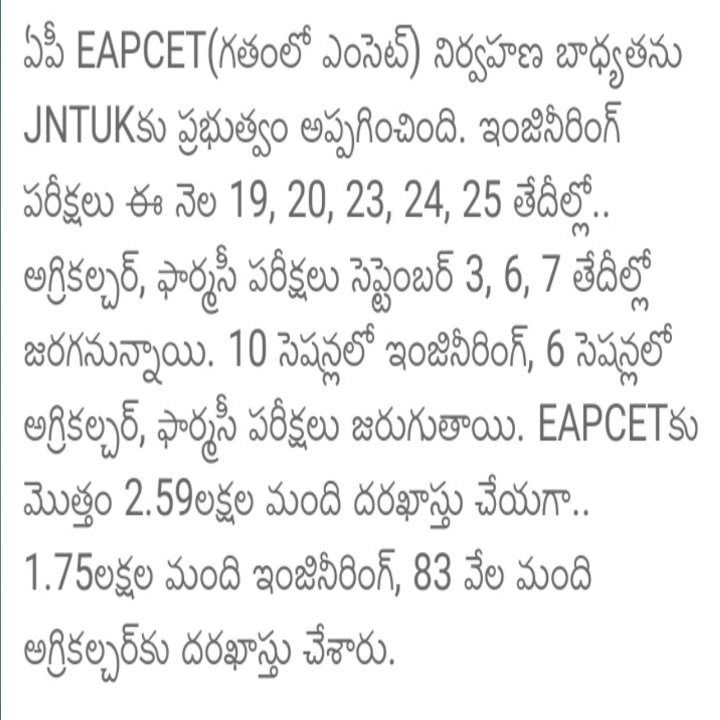 ఏపీ EAPCET(గతంలో ఎంసెట్) నిర్వహణ బాధ్యతను
JNTUKకు ప్రభుత్వం అప్పగించింది. ఇంజినీరింగ్
పరీక్షలు ఈ నెల 19, 20, 23, 24, 25 తేదీల్లో..
అగ్రికల్చర్, ఫార్మసీ పరీక్షలు సెప్టెంబర్ 3, 6, 7 తేదీల్లో
జరగనున్నాయి. 10 సెషన్లలో ఇంజినీరింగ్, 6 సెషన్లలో
అగ్రికల్చర్, ఫార్మసీ పరీక్షలు జరుగుతాయి. EAPCETకు
మొత్తం 2.59లక్షల మంది దరఖాస్తు చేయగా..
1.75లక్షల మంది ఇంజినీరింగ్, 83 వేల మంది
అగ్రికల్చర్‌కు దరఖాస్తు చేశారు.